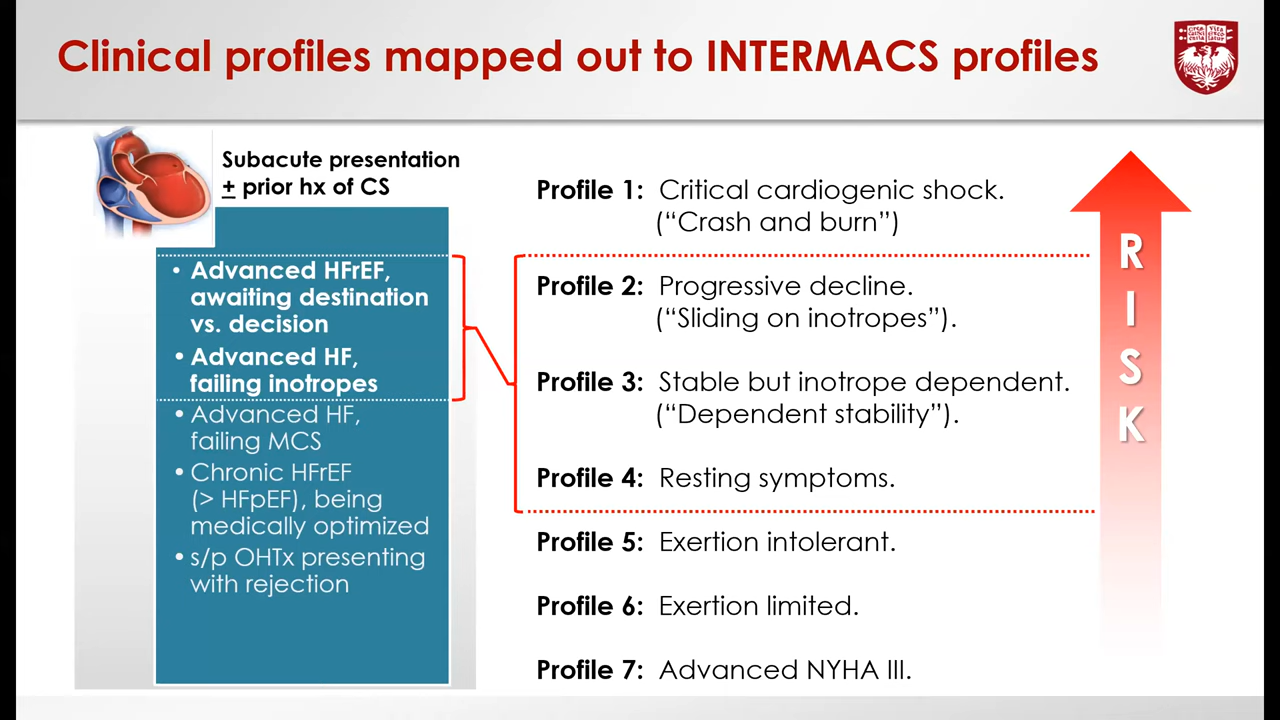 Clinical profiles mapped out to INTERMACS profiles
Subacute presentation
± prior hx of CS
• Advanced HFrEF,
awaiting destination
vs. decision
• Advanced HF,
failing inotropes
• Advanced HF,
failing MCS
• Chronic HFrEF
(> HFpEF), being
medically optimized
• s/p OHTx presenting
with rejection
Profile 1: Critical cardiogenic shock.
(“Crash and burn”)
Profile 2: Progressive decline.
(“Sliding on inotropes”).
Profile 3: Stable but inotrope dependent.
(“Dependent stability”).
Profile 4: Resting symptoms.
Profile 5: Exertion intolerant.
Profile 6: Exertion limited.
Profile 7: Advanced NYHA III.
R
I
S
K